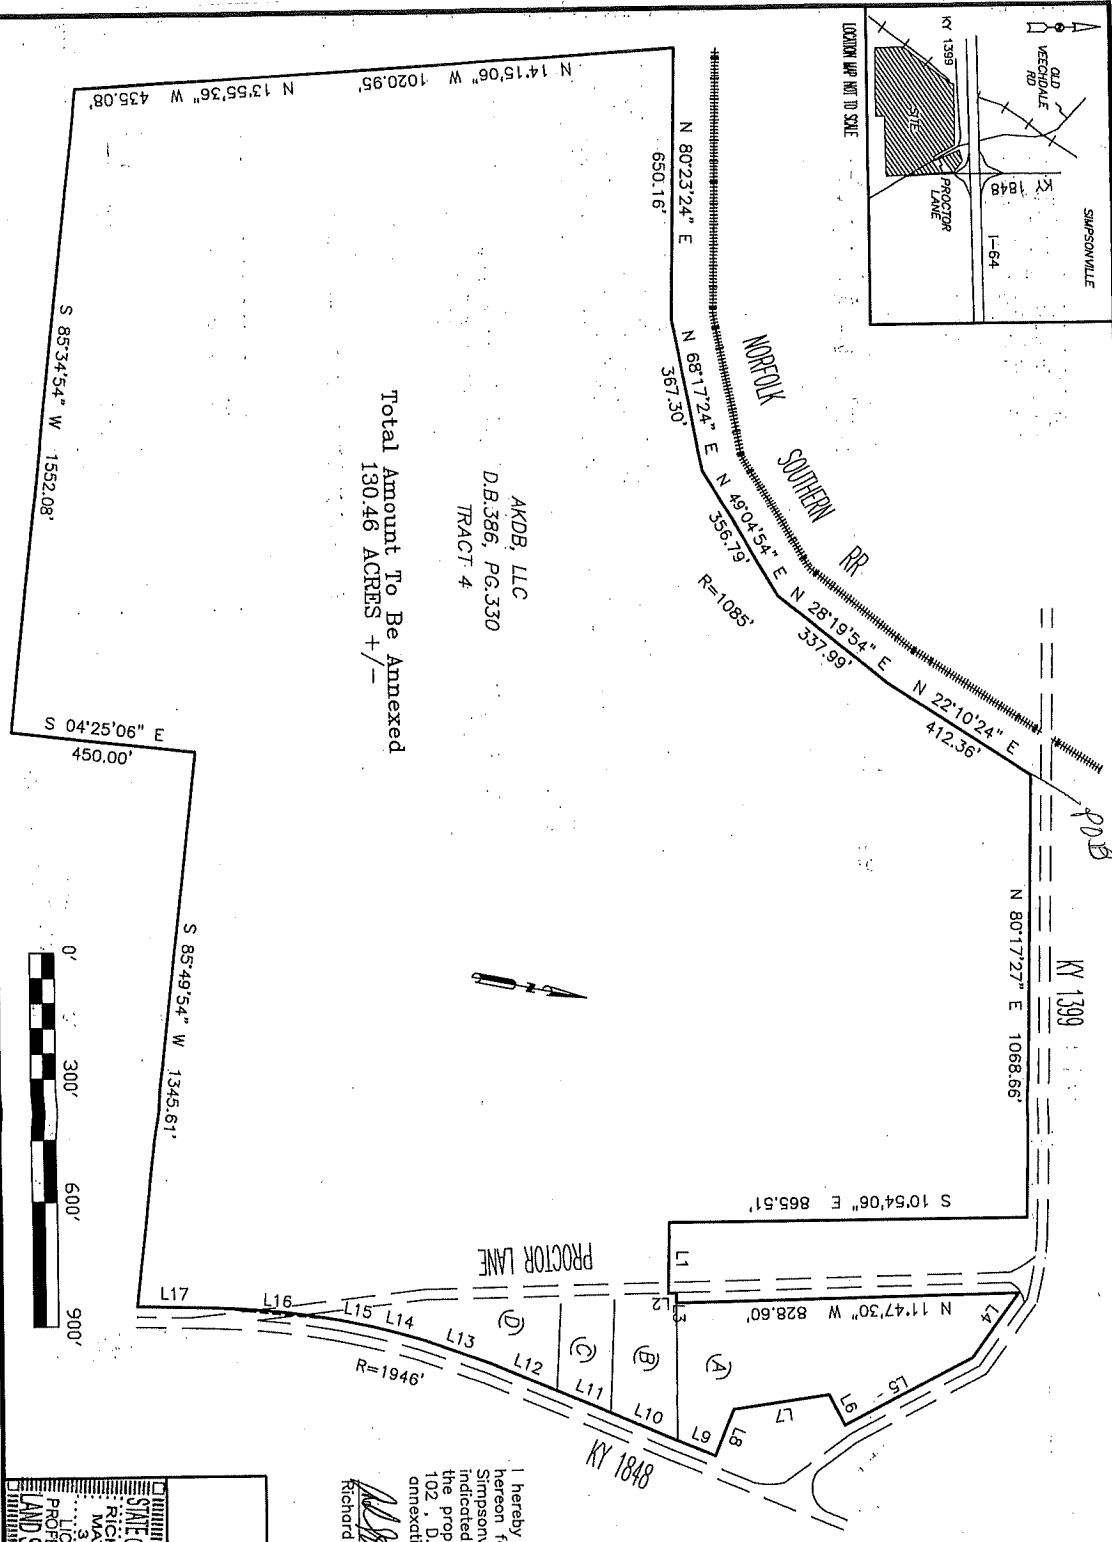 OLD
VEECHDALE
RD
SIMPSONVILLE
KY 1399
KY 1848
I-64
SITE
PROCTOR
LANE
LOCATION MAP NOT TO SCALE
NORFOLK
SOUTHERN
RR
POB
KY 1399
N 14°15'06" W 1020.95'
N 13°55'36" W 435.08'
N 80°23'24" E
650.16'
N 68°17'24" E
367.30'
N 49°04'54" E
356.79'
R=1085'
N 28°19'54" E
337.99'
N 22°10'24" E
412.36'
N 80°17'27" E 1068.66'
S 10°54'06" E 865.51'
AKDB, LLC
D.B.386, PG.330
TRACT 4
Total Amount To Be Annexed
130.46 ACRES +/-
S 85°34'54" W 1552.08'
S 04°25'06" E
450.00'
S 85°49'54" W 1345.61'
N
PROCTOR LANE
L1
L2
L3
N 11°47'30" W 828.60'
L4
L5
L6
L7
L8
L9
L10
L11
L12
L13
L14
L15
L16
L17
(A)
(B)
(C)
(D)
R=1946'
KY 1848
0' 300' 600' 900'
I hereby
hereon f
Simpsonv
indicated
the prop
102 , D.
annexati
Richard
STATE
RICH
MA
3
LIC
PROF
LAND S